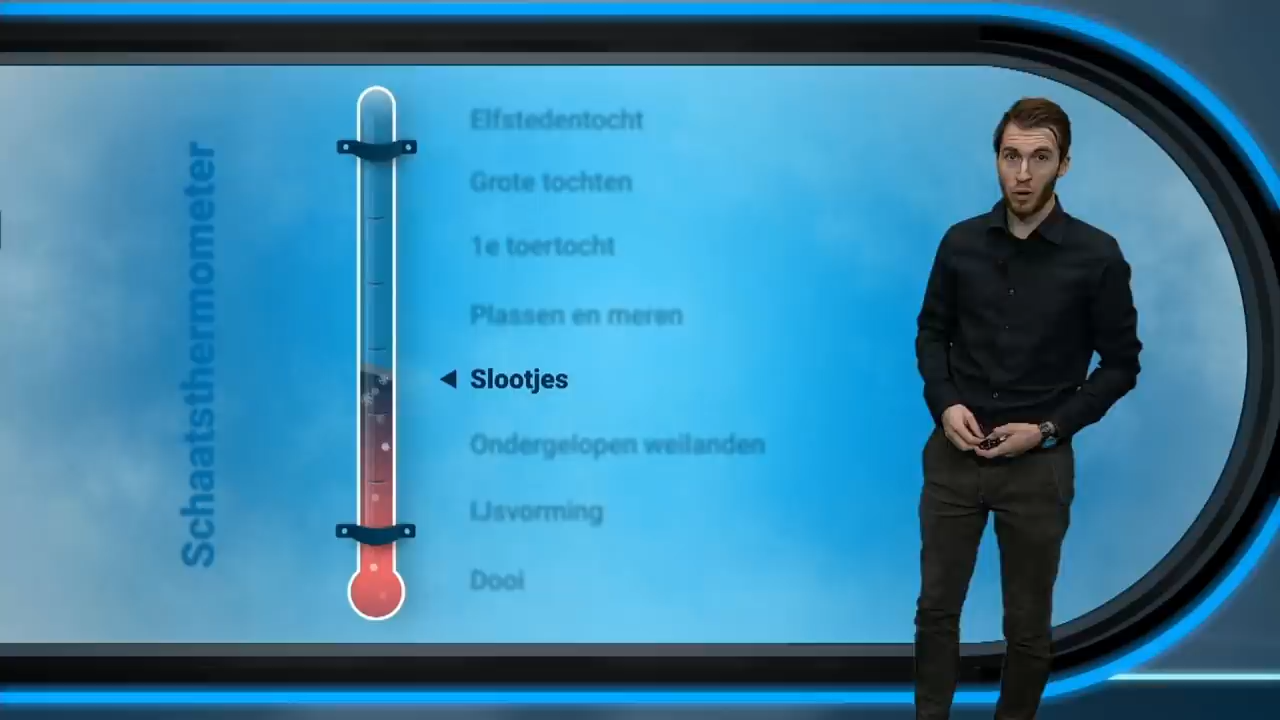 Schaatsthermometer
Elfstedentocht
Grote tochten
1e toertocht
Plassen en meren
Slootjes
Ondergelopen weilanden
IJsvorming
Dooi